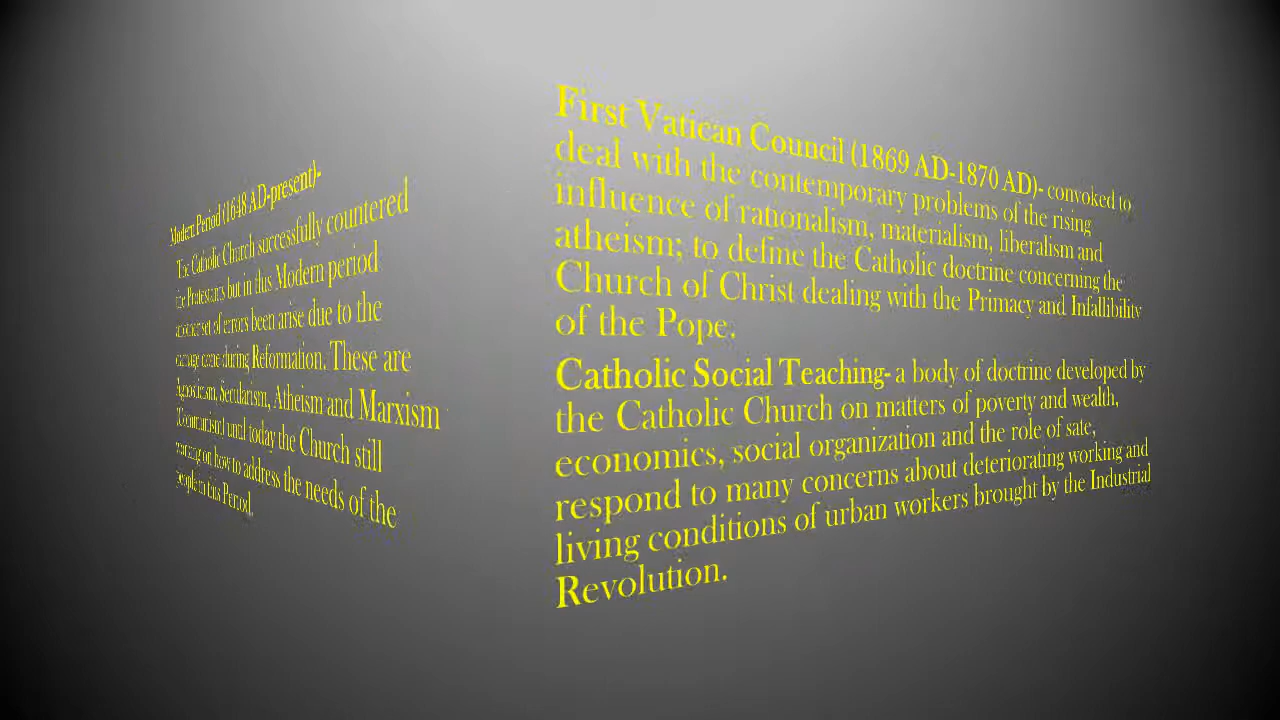 Modern Period (1648 AD-present)-
The Catholic Church successfully countered
the Protestants but in this Modern period
another set of errors been arise due to the
damage done during Reformation. These are
Agnosticism, Secularism, Atheism and Marxism
(Communism) until today the Church still
working on how to address the needs of the
people in this Period.
First Vatican Council (1869 AD-1870 AD)- convoked to
deal with the contemporary problems of the rising
influence of rationalism, materialism, liberalism and
atheism; to define the Catholic doctrine concerning the
Church of Christ dealing with the Primacy and Infallibility
of the Pope.
Catholic Social Teaching- a body of doctrine developed by
the Catholic Church on matters of poverty and wealth,
economics, social organization and the role of sate,
respond to many concerns about deteriorating working and
living conditions of urban workers brought by the Industrial
Revolution.